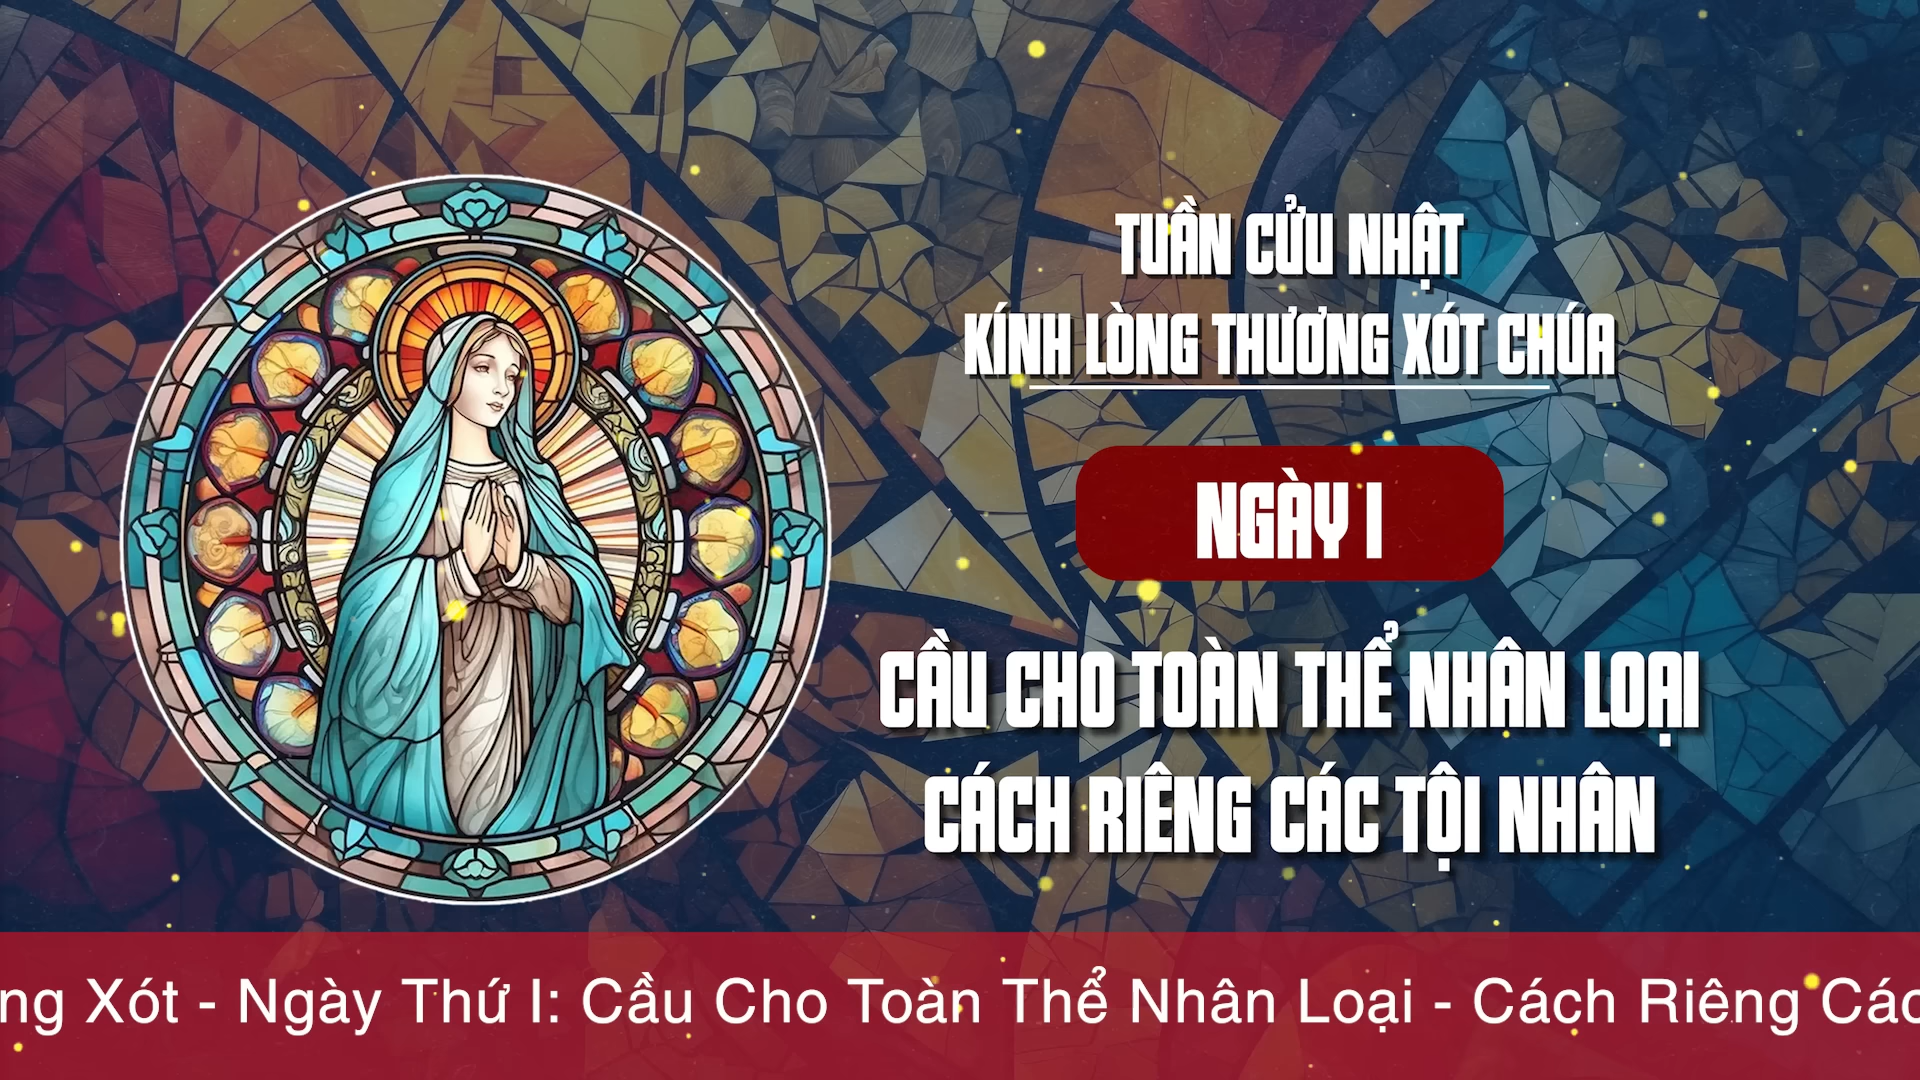 TUẦN CỬU NHẬT
KÍNH LÒNG THƯƠNG XÓT CHÚA
NGÀY I
CẦU CHO TOÀN THỂ NHÂN LOẠI
CÁCH RIÊNG CÁC TỘI NHÂN
ng Xót - Ngày Thứ I: Cầu Cho Toàn Thể Nhân Loại - Cách Riêng Các